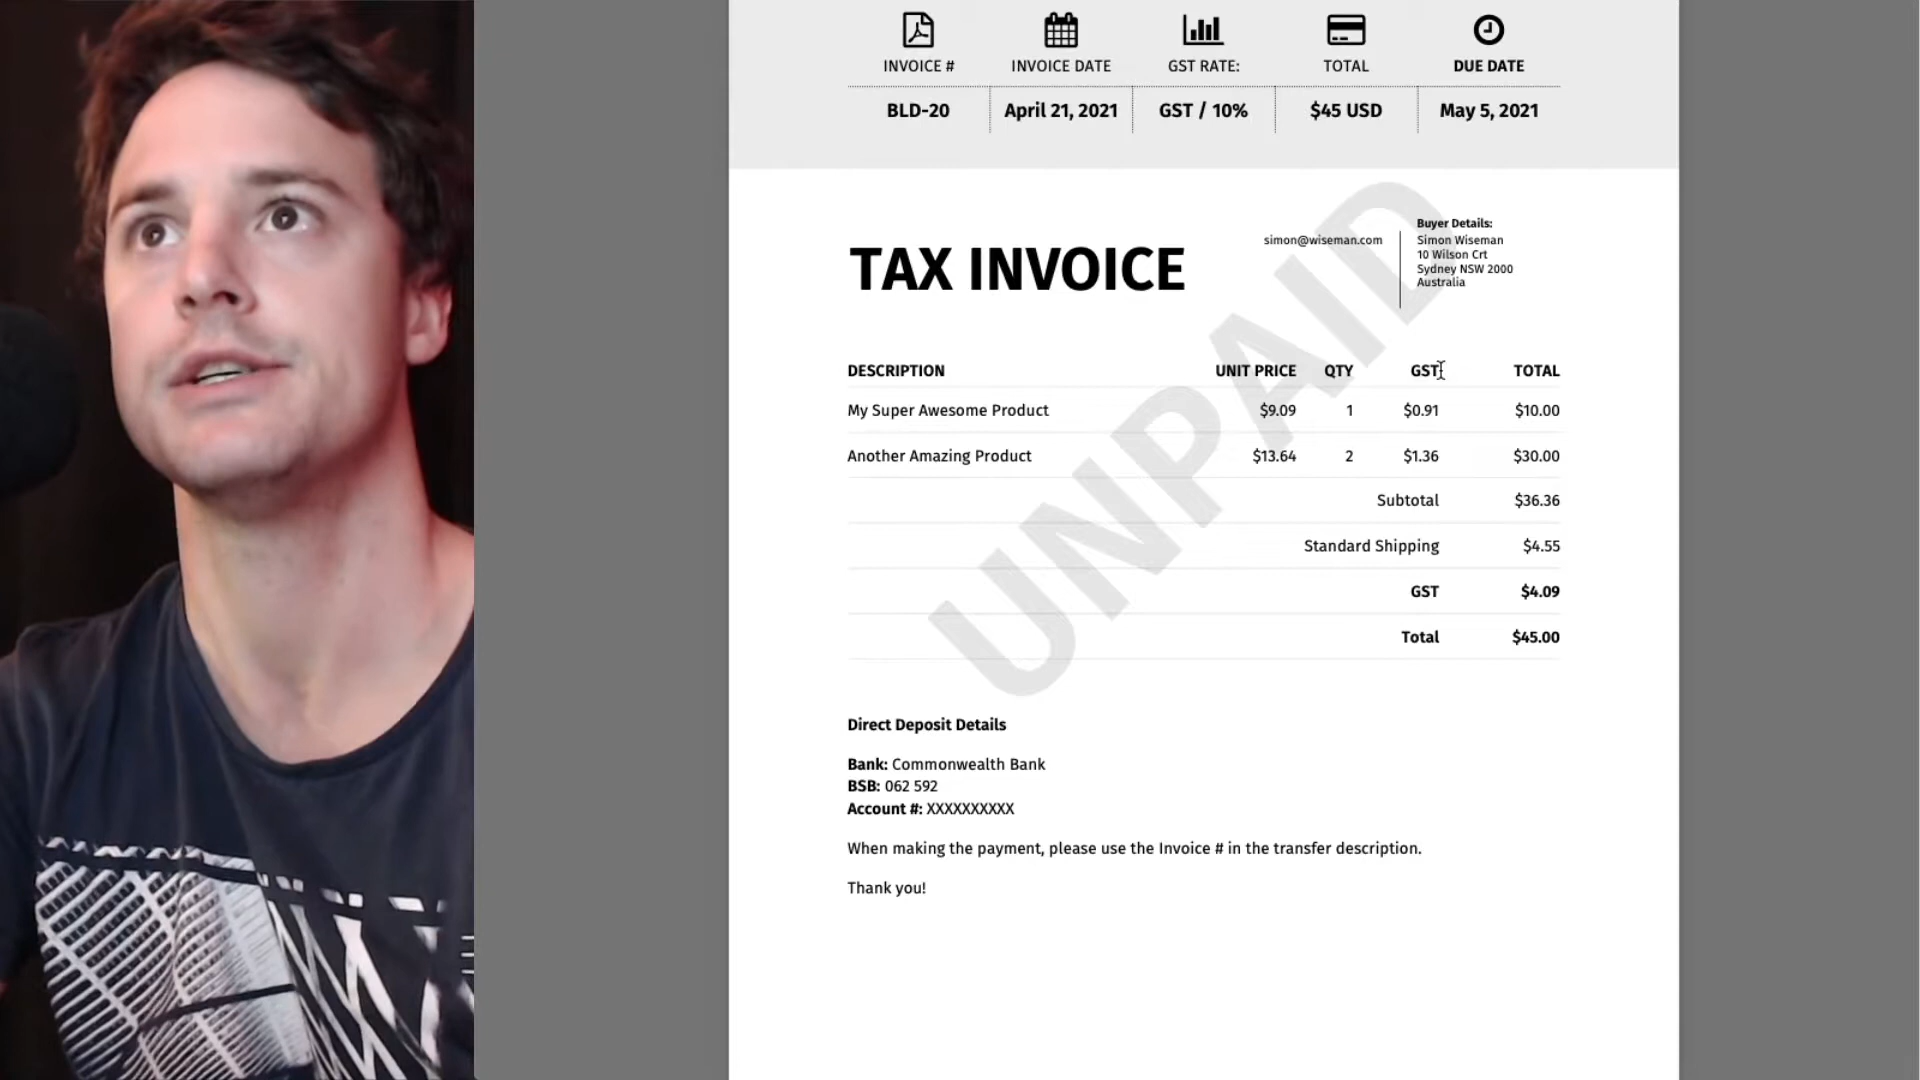 INVOICE # INVOICE DATE GST RATE: TOTAL DUE DATE
BLD-20 April 21, 2021 GST / 10% $45 USD May 5, 2021
TAX INVOICE
simon@wiseman.com
Buyer Details:
Simon Wiseman
10 Wilson Crt
Sydney NSW 2000
Australia
UNPAID
DESCRIPTION UNIT PRICE QTY GST TOTAL
My Super Awesome Product $9.09 1 $0.91 $10.00
Another Amazing Product $13.64 2 $1.36 $30.00
Subtotal $36.36
Standard Shipping $4.55
GST $4.09
Total $45.00
Direct Deposit Details
Bank: Commonwealth Bank
BSB: 062 592
Account #: XXXXXXXXXX
When making the payment, please use the Invoice # in the transfer description.
Thank you!